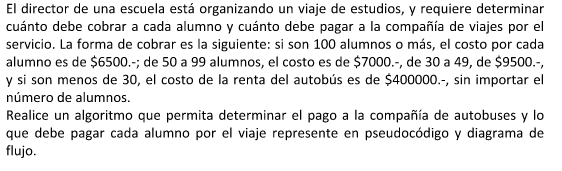 El director de una escuela está organizando un viaje de estudios, y requiere determinar
cuánto debe cobrar a cada alumno y cuánto debe pagar a la compañía de viajes por el
servicio. La forma de cobrar es la siguiente: si son 100 alumnos o más, el costo por cada
alumno es de $6500.-; de 50 a 99 alumnos, el costo es de $7000.-, de 30 a 49, de $9500.-,
y si son menos de 30, el costo de la renta del autobús es de $400000.-, sin importar el
número de alumnos.
Realice un algoritmo que permita determinar el pago a la compañía de autobuses y lo
que debe pagar cada alumno por el viaje represente en pseudocódigo y diagrama de
flujo.